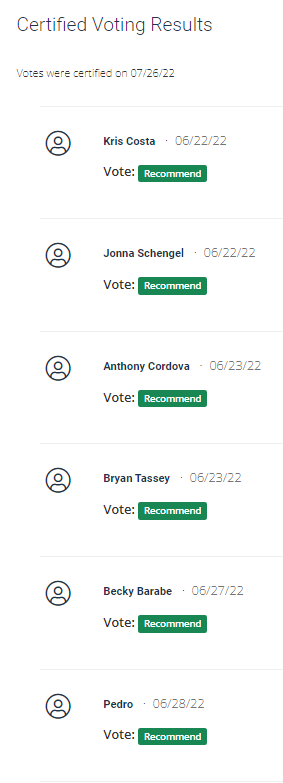 Certified Voting Results
Votes were certified on 07/26/22
Kris Costa · 06/22/22
Vote: Recommend
Jonna Schengel · 06/22/22
Vote: Recommend
Anthony Cordova · 06/23/22
Vote: Recommend
Bryan Tassey · 06/23/22
Vote: Recommend
Becky Barabe · 06/27/22
Vote: Recommend
Pedro · 06/28/22
Vote: Recommend